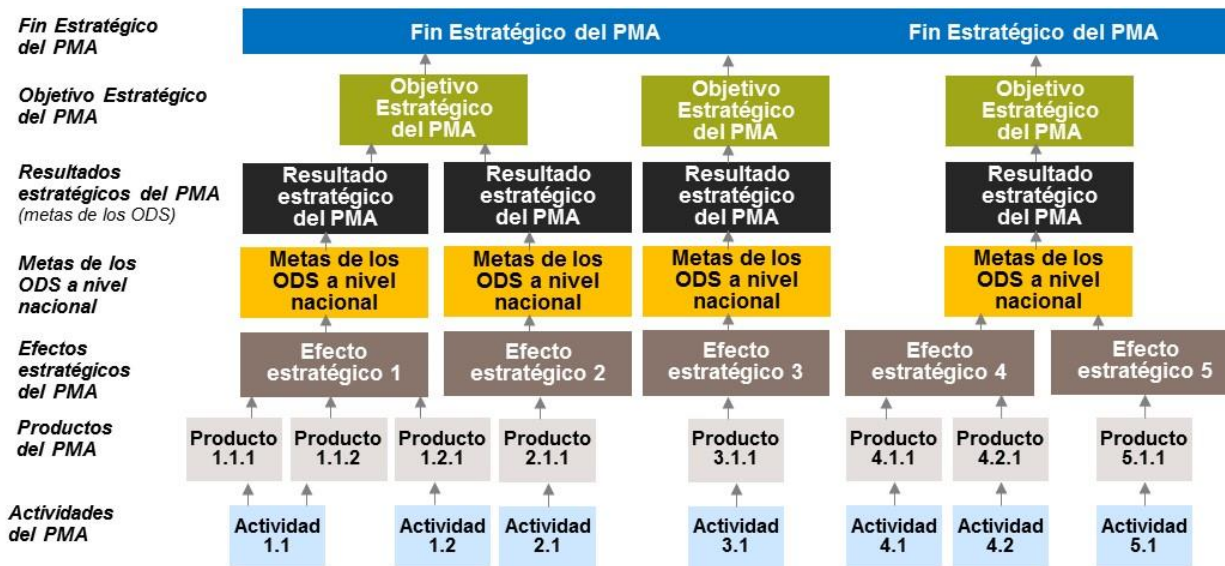 Fin Estratégico
del PMA
Fin Estratégico del PMA
Fin Estratégico del PMA
Objetivo Estratégico
del PMA
Objetivo
Estratégico
del PMA
Objetivo
Estratégico
del PMA
Objetivo
Estratégico
del PMA
Resultados
estratégicos del PMA
(metas de los ODS)
Resultado
estratégico
del PMA
Resultado
estratégico
del PMA
Resultado
estratégico
del PMA
Resultado
estratégico
del PMA
Metas de los
ODS a nivel
nacional
Metas de los
ODS a nivel
nacional
Metas de los
ODS a nivel
nacional
Metas de los
ODS a nivel
nacional
Metas de los
ODS a nivel
nacional
Efectos
estratégicos
del PMA
Efecto
estratégico 1
Efecto
estratégico 2
Efecto
estratégico 3
Efecto
estratégico 4
Efecto
estratégico 5
Productos
del PMA
Producto
1.1.1
Producto
1.1.2
Producto
1.2.1
Producto
2.1.1
Producto
3.1.1
Producto
4.1.1
Producto
4.2.1
Producto
5.1.1
Actividades
del PMA
Actividad
1.1
Actividad
1.2
Actividad
2.1
Actividad
3.1
Actividad
4.1
Actividad
4.2
Actividad
5.1